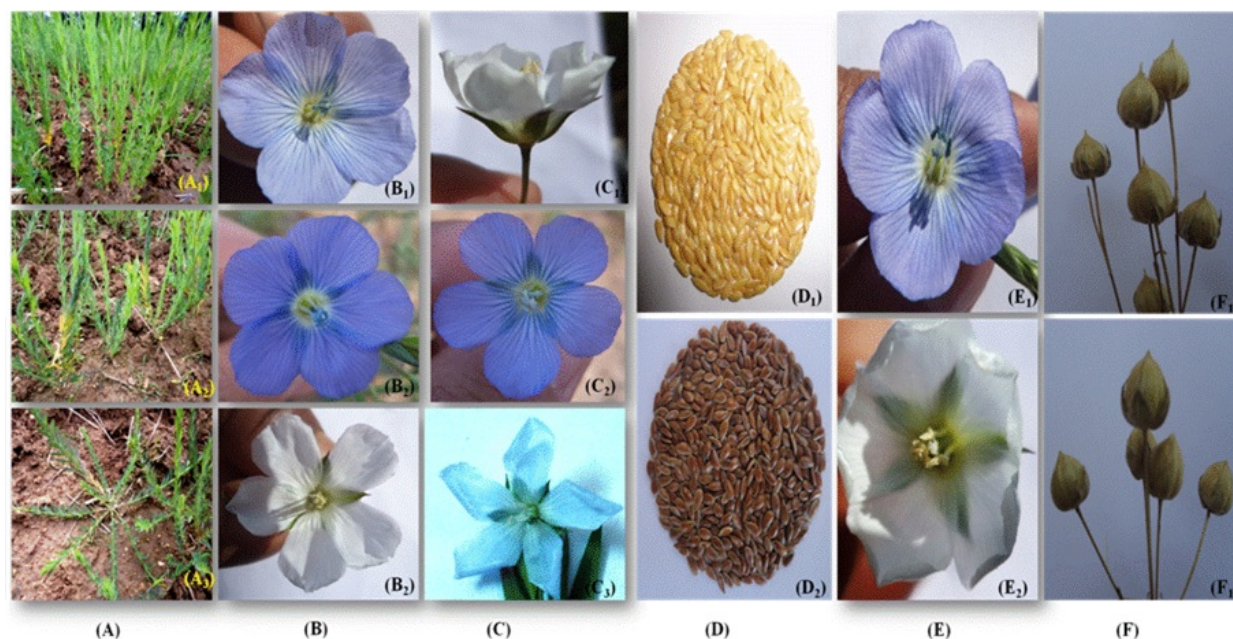 (A₁) (B₁) (C₁) (D₁) (E₁) (F₁)
(A₂) (B₂) (C₂)
(A₃) (B₂) (C₃) (D₂) (E₂) (F₁)
(A) (B) (C) (D) (E) (F)